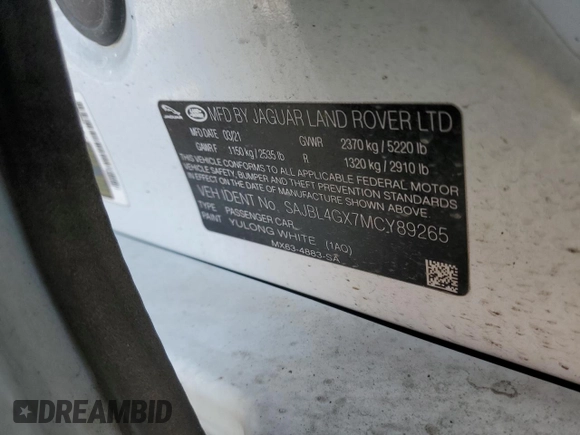 MFD BY JAGUAR LAND ROVER LTD
MFD DATE 03/21 GVWR 2370 kg / 5220 lb
GAWR F 1150 kg / 2535 lb R 1320 kg / 2910 lb
THIS VEHICLE CONFORMS TO ALL APPLICABLE FEDERAL MOTOR
VEHICLE SAFETY, BUMPER AND THEFT PREVENTION STANDARDS
IN EFFECT ON THE DATE OF MANUFACTURE SHOWN ABOVE.
VEH IDENT No. SAJBL4GX7MCY89265
TYPE PASSENGER CAR
PAINT YULONG WHITE (1AQ)
MX63-4883-SA
DREAMBID